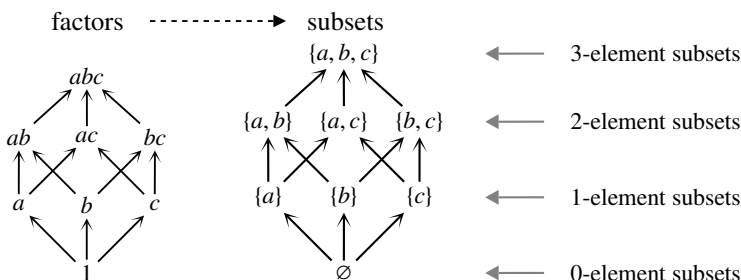 factors subsets
{a, b, c} 3-element subsets
abc
{a, b} {a, c} {b, c} 2-element subsets
ab ac bc
{a} {b} {c} 1-element subsets
a b c
1 ∅ 0-element subsets